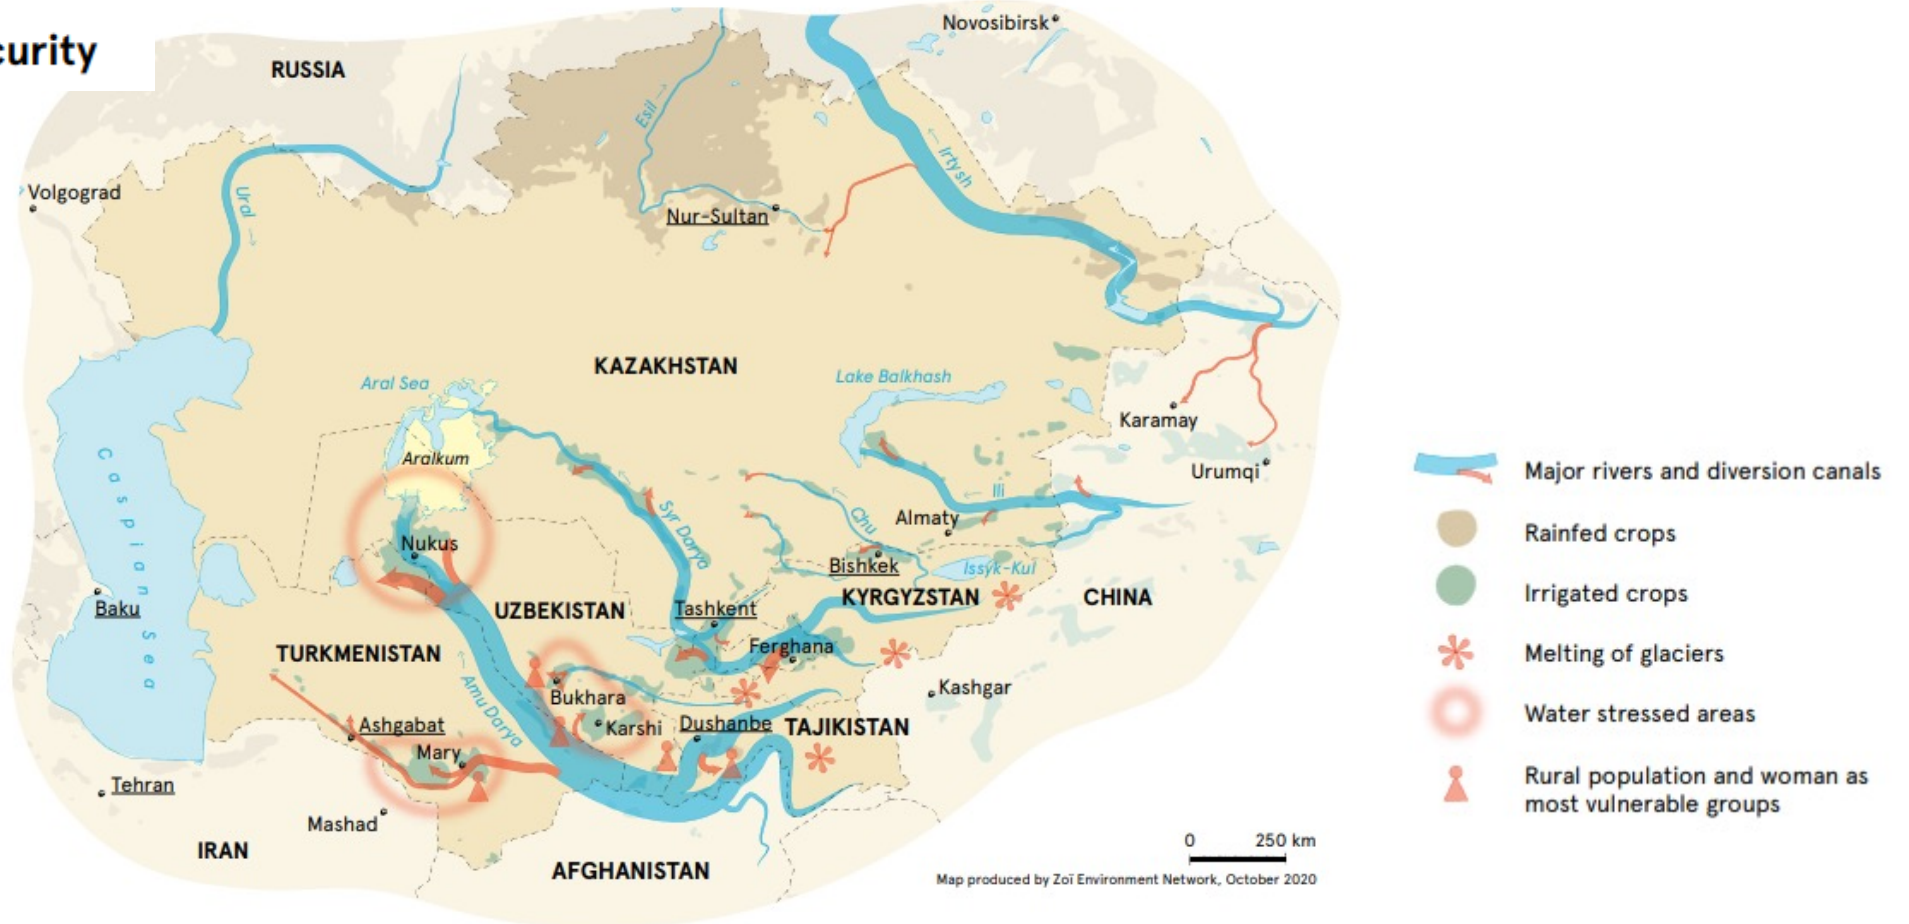 curity
Novosibirsk
RUSSIA
Esil
Irtysh
Volgograd
Ural
Nur-Sultan
KAZAKHSTAN
Aral Sea
Lake Balkhash
Karamay
Aralkum
Urumqi
Caspian Sea
Syr Darya
Ili
Chu
Almaty
Nukus
Bishkek
Issyk-Kul
Baku
UZBEKISTAN
Tashkent
KYRGYZSTAN
CHINA
TURKMENISTAN
Ferghana
Amu Darya
Bukhara
Kashgar
Ashgabat
Karshi
Dushanbe
TAJIKISTAN
Mary
Tehran
Mashad
IRAN
AFGHANISTAN
0 250 km
Map produced by Zoï Environment Network, October 2020
Major rivers and diversion canals
Rainfed crops
Irrigated crops
Melting of glaciers
Water stressed areas
Rural population and woman as
most vulnerable groups